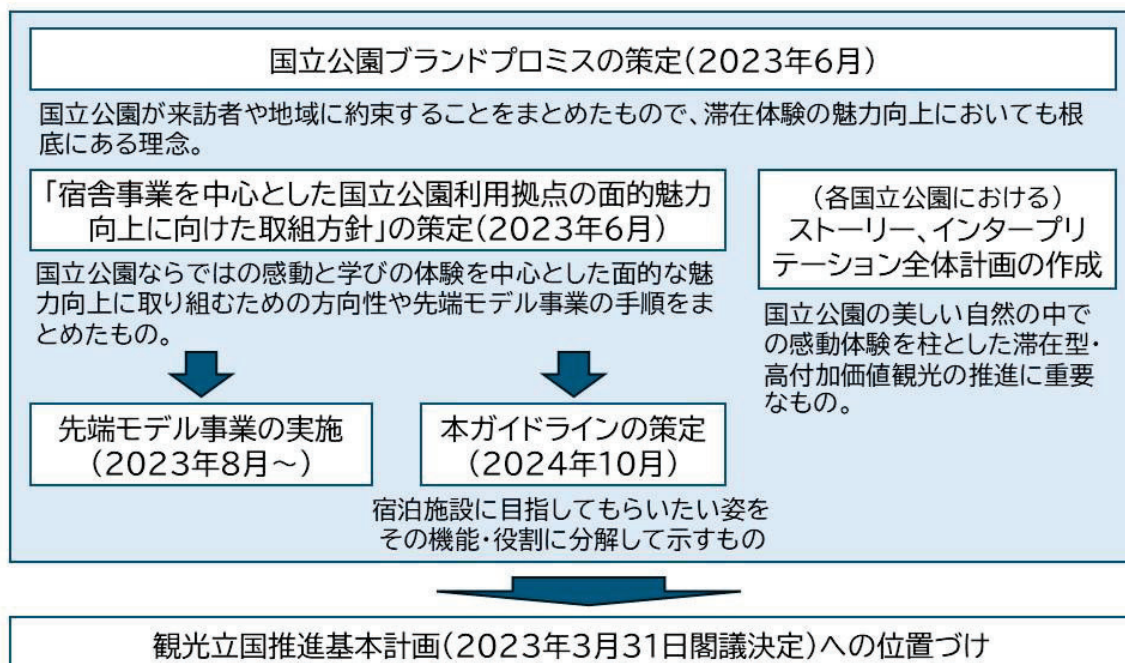 国立公園ブランドプロミスの策定(2023年6月)
国立公園が来訪者や地域に約束することをまとめたもので、滞在体験の魅力向上においても根
底にある理念。
「宿舎事業を中心とした国立公園利用拠点の面的魅力
向上に向けた取組方針」の策定(2023年6月)
国立公園ならではの感動と学びの体験を中心とした面的な魅
力向上に取り組むための方向性や先端モデル事業の手順をま
とめたもの。
(各国立公園における)
ストーリー、インタープリ
テーション全体計画の作成
国立公園の美しい自然の中で
の感動体験を柱とした滞在型・
高付加価値観光の推進に重要
なもの。
先端モデル事業の実施
(2023年8月~)
本ガイドラインの策定
(2024年10月)
宿泊施設に目指してもらいたい姿を
その機能・役割に分解して示すもの
観光立国推進基本計画(2023年3月31日閣議決定)への位置づけ